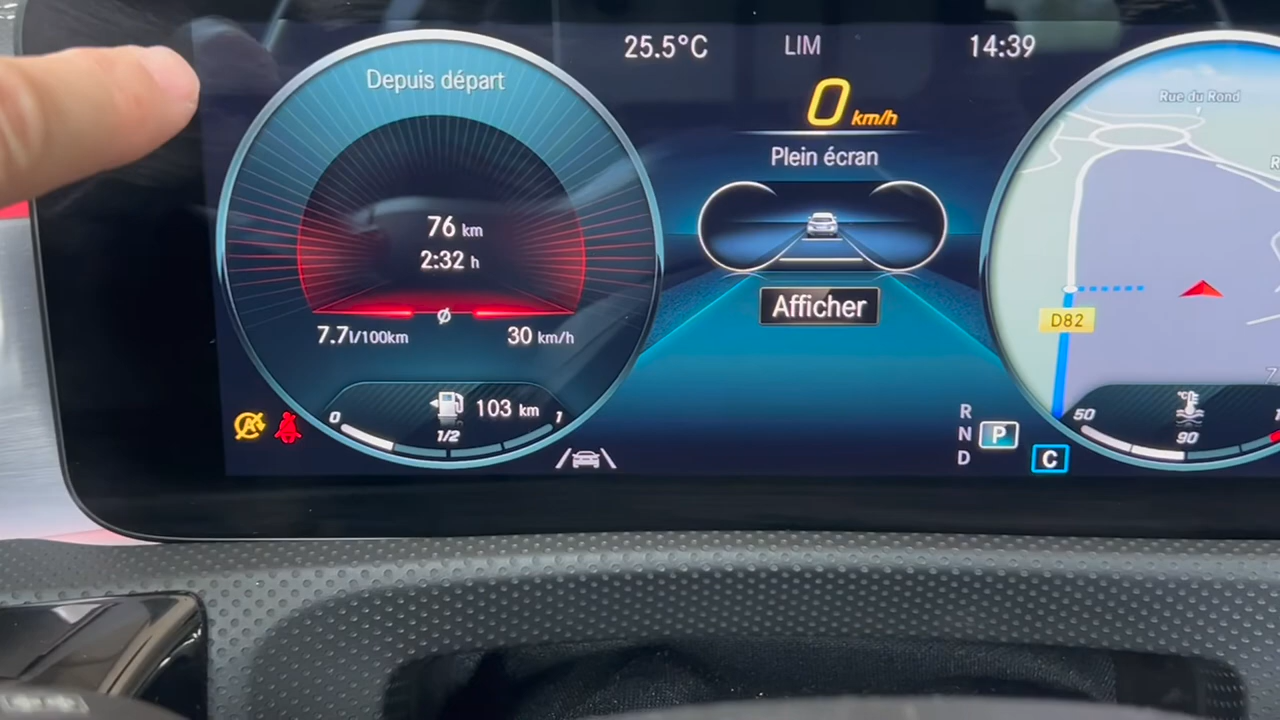 25.5°C LIM 14:39
Depuis départ
0 km/h
Rue du Rond
Plein écran
76 km
2:32 h
Ø
7.7 l/100km 30 km/h
Afficher
D82
0 103 km 1
1/2
A
R
N P
D
C
50 °C/°F
90